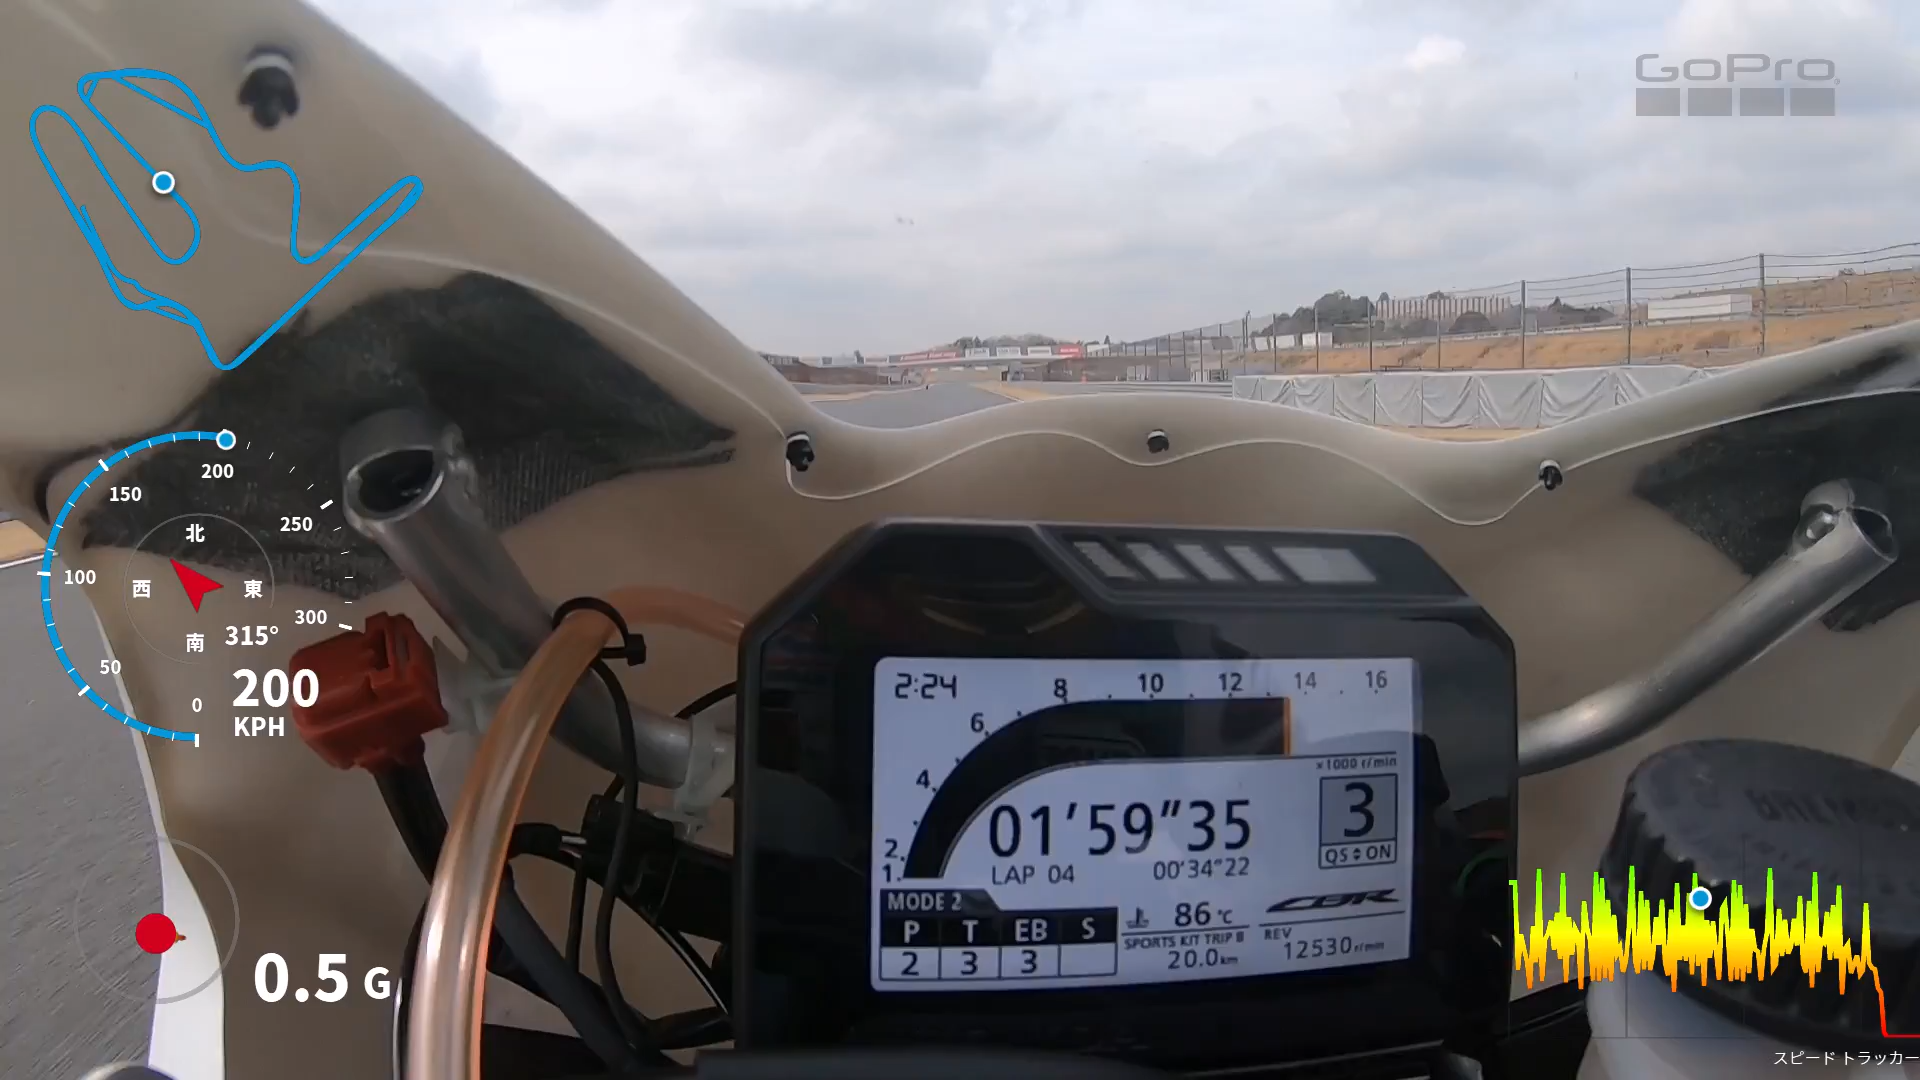 GoPro
200
150
250
北
100
西
東
300
南
315°
50
200
KPH
0
0.5 G
2:24
8
10
12
14
16
6
×1000 r/min
4
01'59"35
3
2
QS ON
1
LAP 04
00'34"22
MODE 2
P T EB S
2 3 3
86 °C
CBR
SPORTS KIT TRIP B
REV
20.0 km
12530 r/min
スピード トラッカー